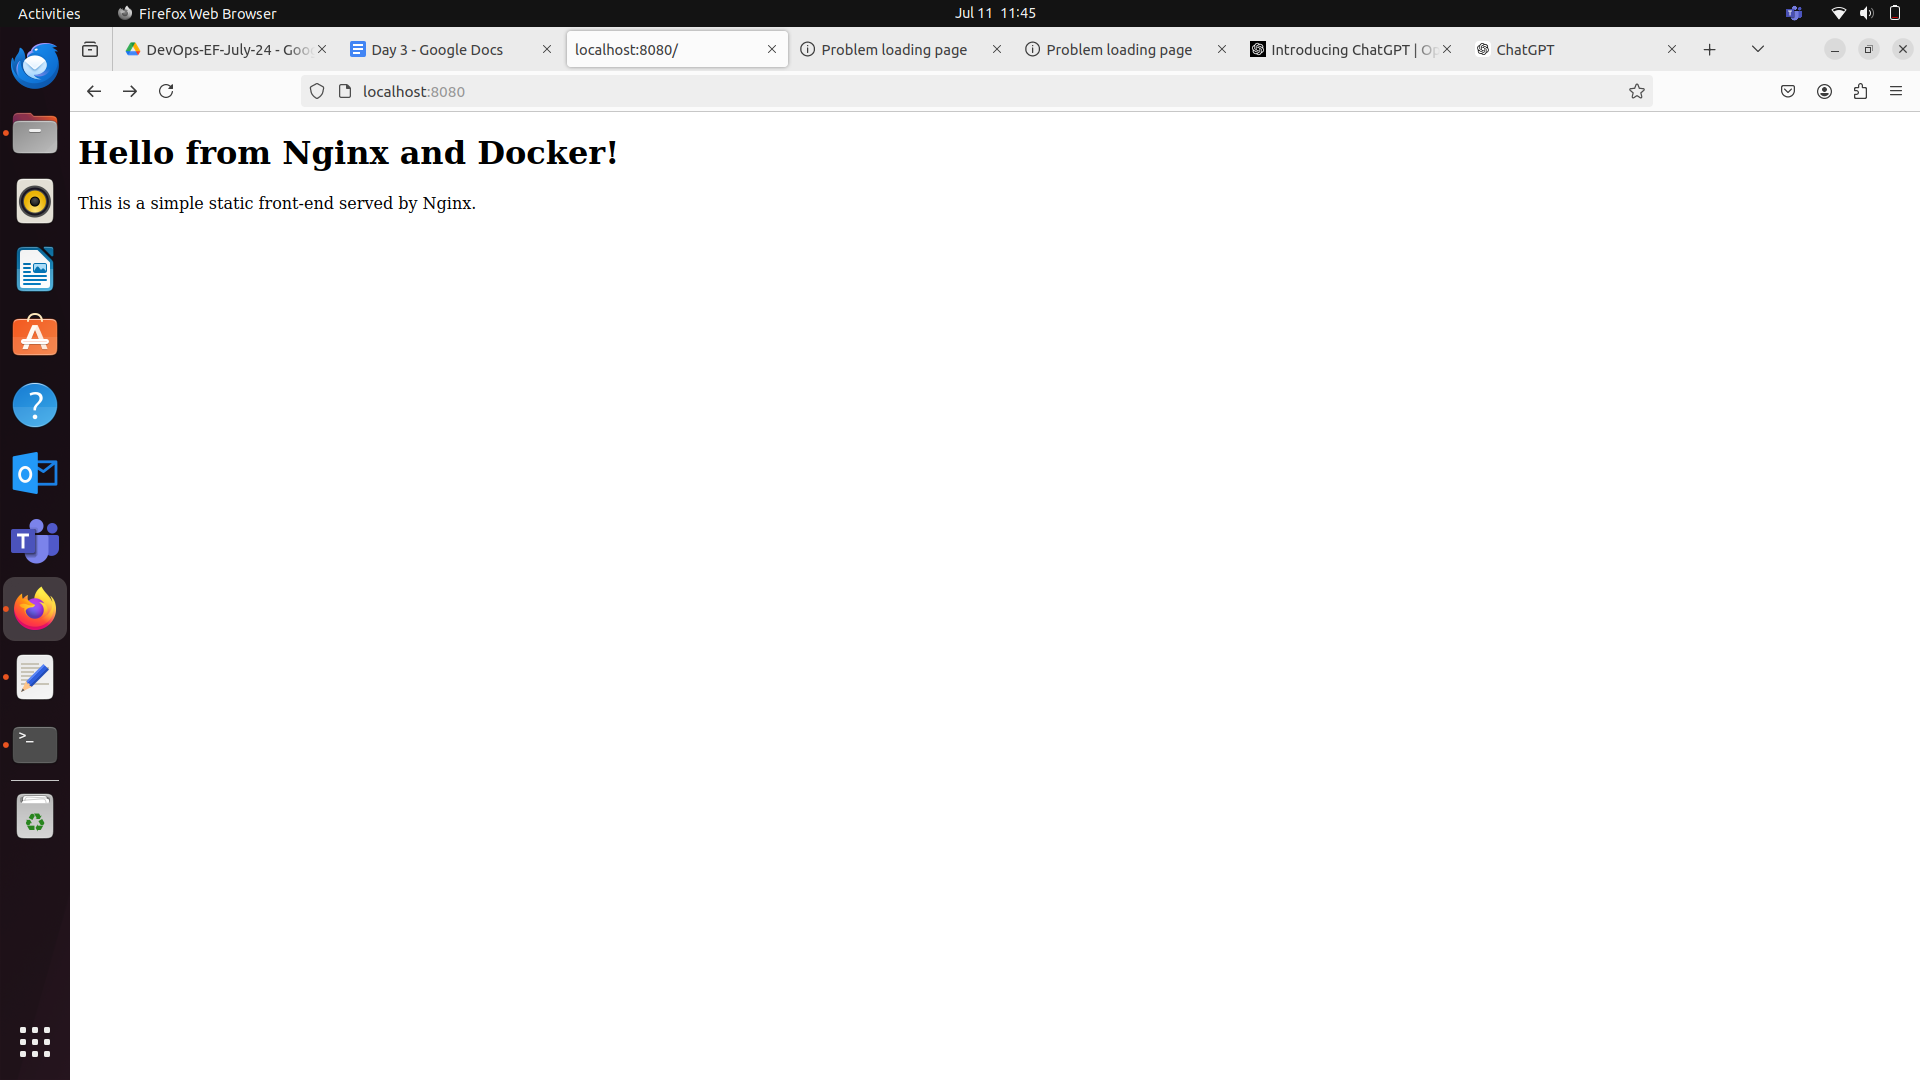 Activities
Firefox Web Browser
Jul 11 11:45
DevOps-EF-July-24 - Goo
Day 3 - Google Docs
localhost:8080/
Problem loading page
Problem loading page
Introducing ChatGPT | Op
ChatGPT
localhost:8080
Hello from Nginx and Docker!
This is a simple static front-end served by Nginx.